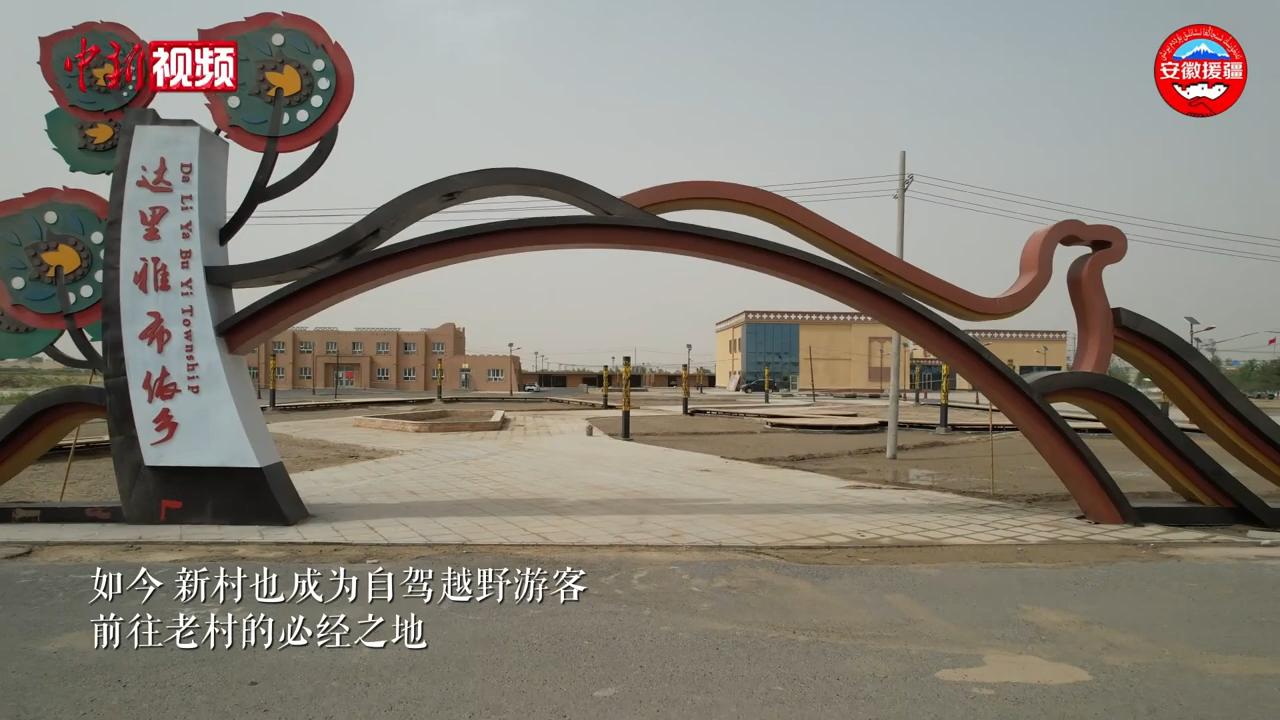 中新视频
安徽援疆
达里雅布依乡
Da Li Ya Bu Yi Township
如今 新村也成为自驾越野游客
前往老村的必经之地